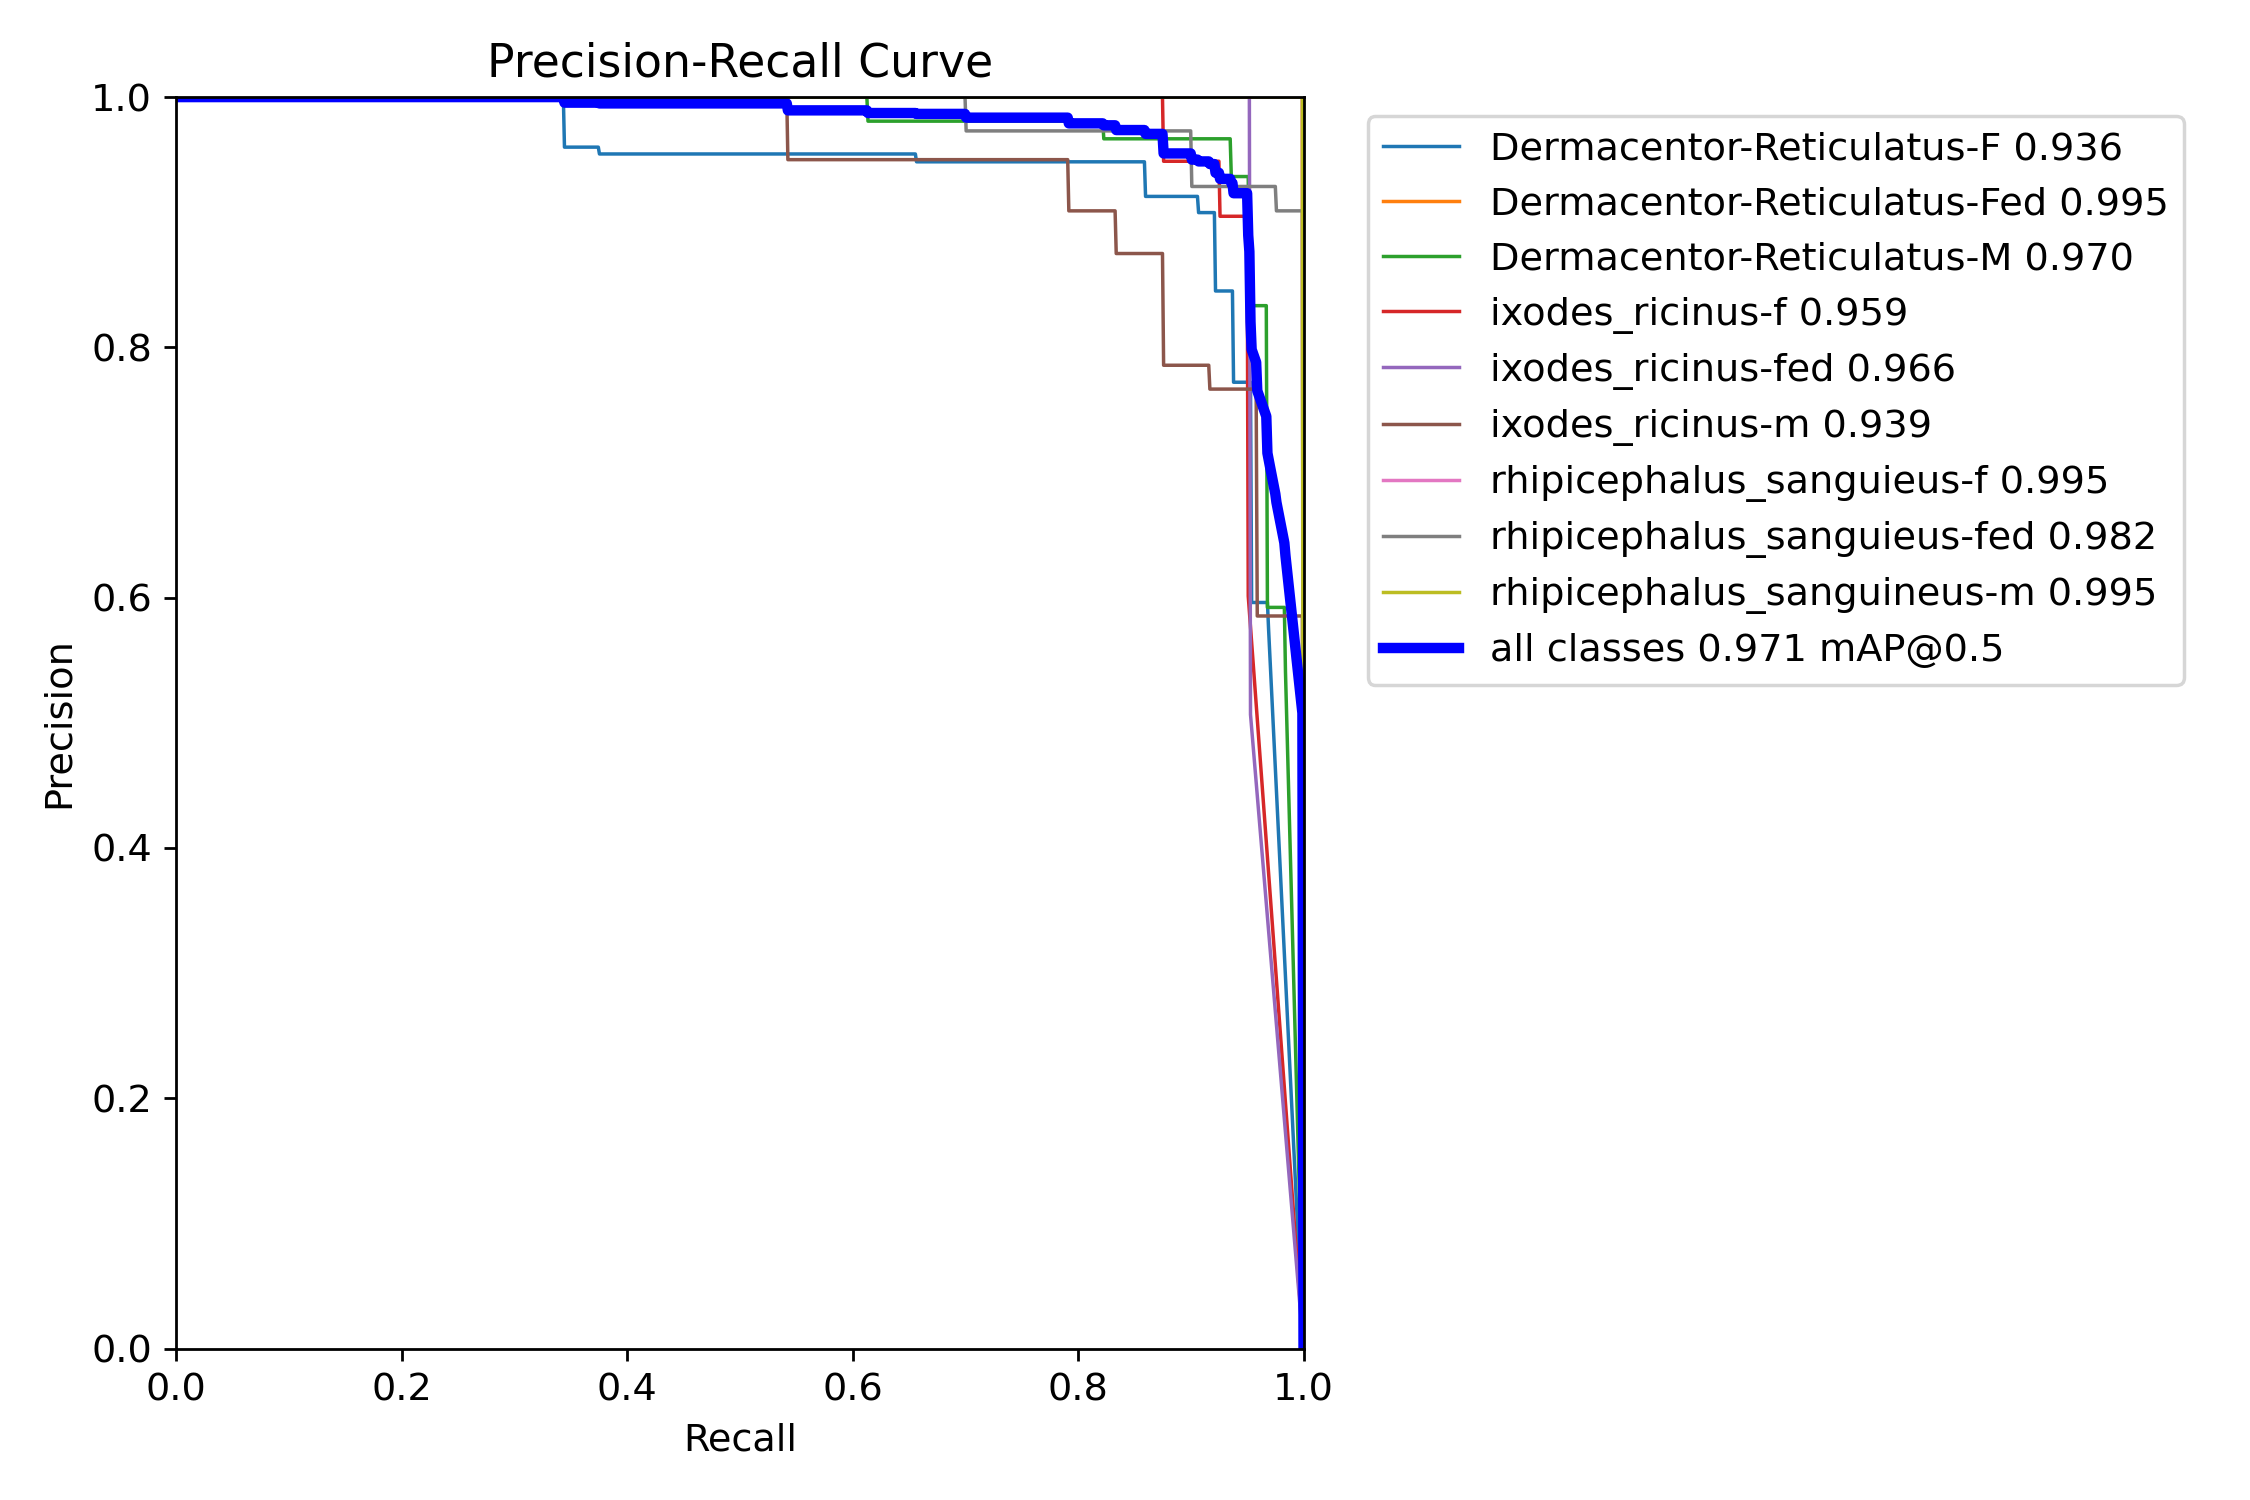 Precision-Recall Curve
1.0
0.8
0.6
0.4
0.2
0.0
Precision
0.0 0.2 0.4 0.6 0.8 1.0
Recall
Dermacentor-Reticulatus-F 0.936
Dermacentor-Reticulatus-Fed 0.995
Dermacentor-Reticulatus-M 0.970
ixodes_ricinus-f 0.959
ixodes_ricinus-fed 0.966
ixodes_ricinus-m 0.939
rhipicephalus_sanguieus-f 0.995
rhipicephalus_sanguieus-fed 0.982
rhipicephalus_sanguineus-m 0.995
all classes 0.971 mAP@0.5